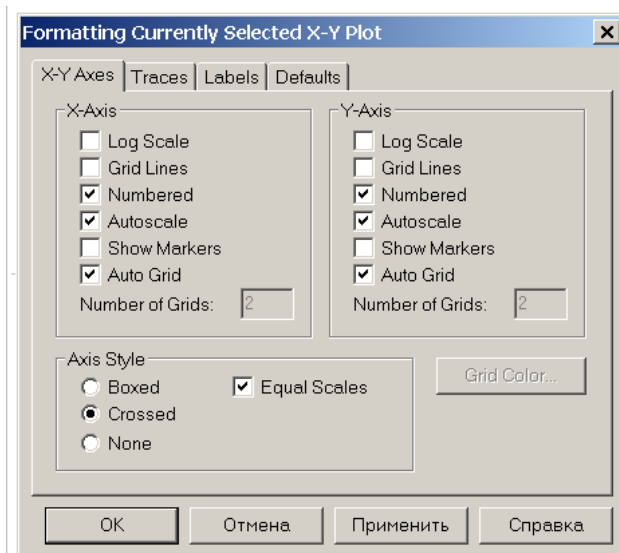 Formatting Currently Selected X-Y Plot
X-Y Axes Traces Labels Defaults
X-Axis
Log Scale
Grid Lines
Numbered
Autoscale
Show Markers
Auto Grid
Number of Grids: 2
Y-Axis
Log Scale
Grid Lines
Numbered
Autoscale
Show Markers
Auto Grid
Number of Grids: 2
Axis Style
Boxed
Crossed
None
Equal Scales
Grid Color...
OK Отмена Применить Справка